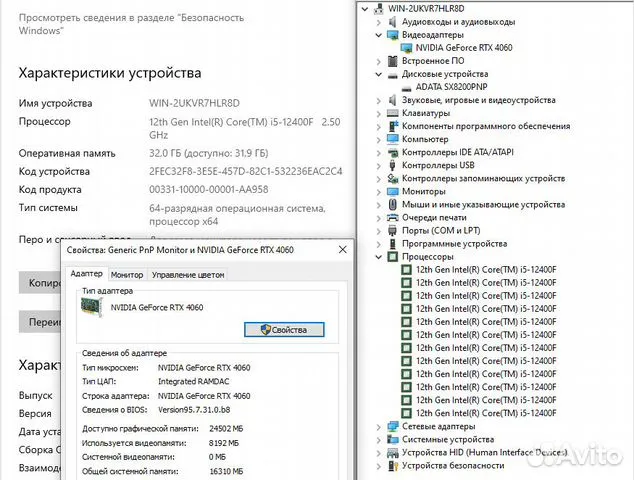 Просмотреть сведения в разделе "Безопасность
Windows"
Характеристики устройства
Имя устройства WIN-2UKVR7HLR8D
Процессор 12th Gen Intel(R) Core(TM) i5-12400F 2.50
GHz
Оперативная память 32,0 ГБ (доступно: 31,9 ГБ)
Код устройства 2FEC32F8-3E5E-457D-82C1-532236EAC2C4
Код продукта 00331-10000-00001-AA958
Тип системы 64-разрядная операционная система,
процессор x64
Перо и
Копиро
Переим
Характ
Выпуск
Версия
Дата уста
Сборка О
Взаимоде
Свойства: Generic PnP Monitor и NVIDIA GeForce RTX 4060
Адаптер Монитор Управление цветом
Тип адаптера
NVIDIA GeForce RTX 4060
Свойства
Сведения об адаптере
Тип микросхем: NVIDIA GeForce RTX 4060
Тип ЦАП: Integrated RAMDAC
Строка адаптера: NVIDIA GeForce RTX 4060
Сведения о BIOS: Version95.7.31.0.b8
Доступно графической памяти: 24502 МБ
Используется видеопамяти: 8192 МБ
Системной видеопамяти: 0 МБ
Общей системной памяти: 16310 МБ
WIN-2UKVR7HLR8D
Аудиовходы и аудиовыходы
Видеоадаптеры
NVIDIA GeForce RTX 4060
Встроенное ПО
Дисковые устройства
ADATA SX8200PNP
Звуковые, игровые и видеоустройства
Клавиатуры
Компоненты программного обеспечения
Компьютер
Контроллеры IDE ATA/ATAPI
Контроллеры USB
Контроллеры запоминающих устройств
Мониторы
Мыши и иные указывающие устройства
Очереди печати
Порты (COM и LPT)
Программные устройства
Процессоры
12th Gen Intel(R) Core(TM) i5-12400F
12th Gen Intel(R) Core(TM) i5-12400F
12th Gen Intel(R) Core(TM) i5-12400F
12th Gen Intel(R) Core(TM) i5-12400F
12th Gen Intel(R) Core(TM) i5-12400F
12th Gen Intel(R) Core(TM) i5-12400F
12th Gen Intel(R) Core(TM) i5-12400F
12th Gen Intel(R) Core(TM) i5-12400F
12th Gen Intel(R) Core(TM) i5-12400F
12th Gen Intel(R) Core(TM) i5-12400F
12th Gen Intel(R) Core(TM) i5-12400F
12th Gen Intel(R) Core(TM) i5-12400F
Сетевые адаптеры
Системные устройства
Устройства HID (Human Interface Devices)
Устройства безопасности
Avito